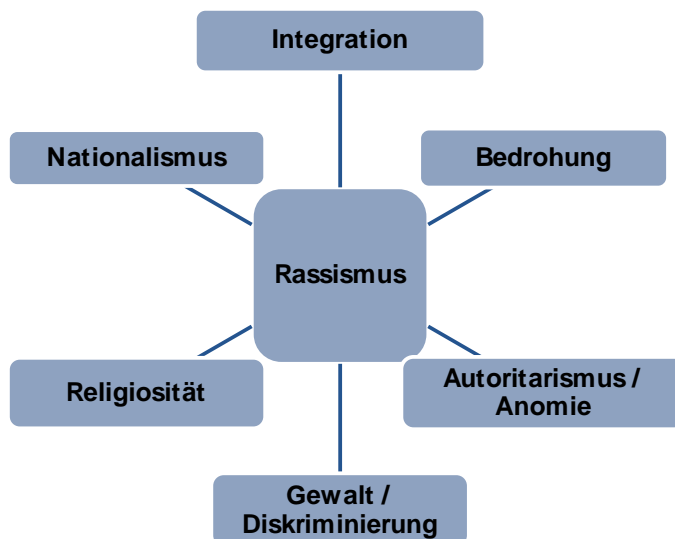 Integration
Nationalismus
Bedrohung
Rassismus
Religiosität
Autoritarismus /
Anomie
Gewalt /
Diskriminierung